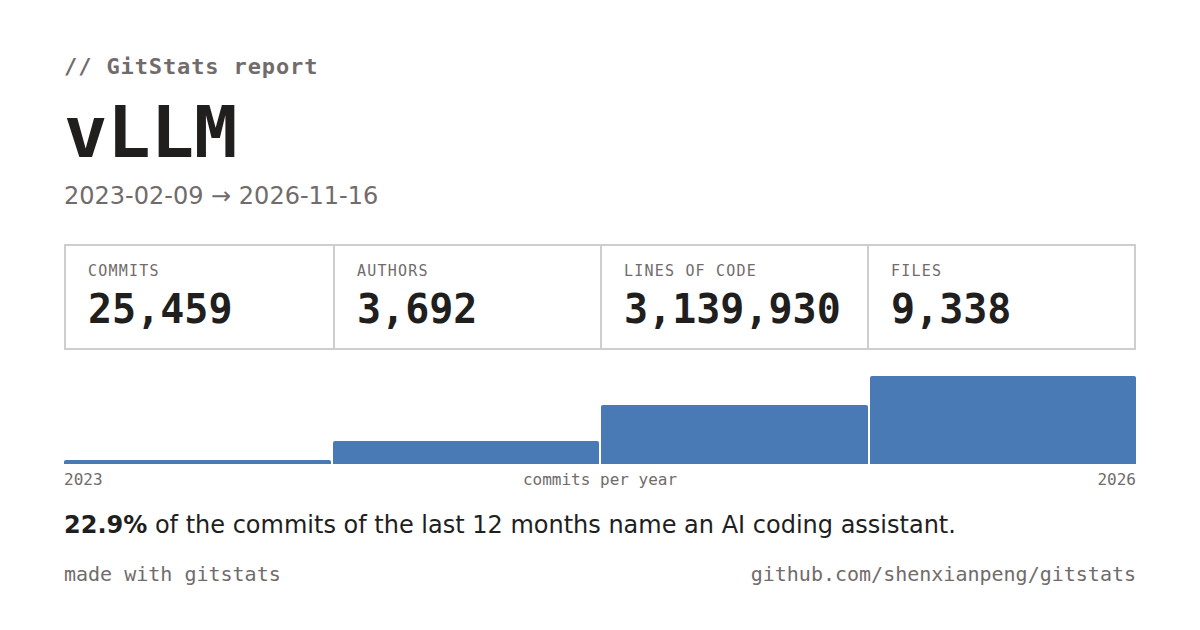 // GitStats report
vLLM
2023-02-09 → 2026-11-16
COMMITS AUTHORS LINES OF CODE FILES
25,459 3,692 3,139,930 9,338
2023 commits per year 2026
22.9% of the commits of the last 12 months name an AI coding assistant.
made with gitstats github.com/shenxianpeng/gitstats